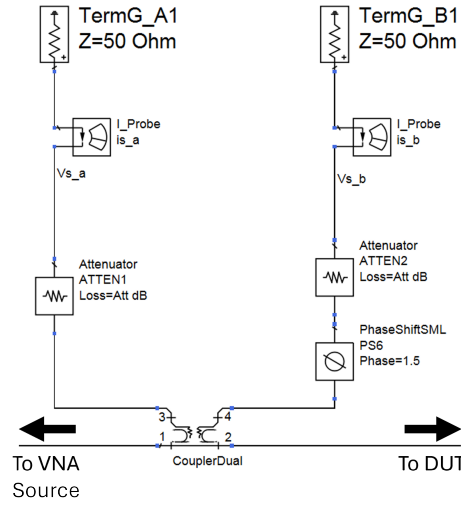 TermG_A1
Z=50 Ohm
TermG_B1
Z=50 Ohm
I_Probe
is_a
I_Probe
is_b
Vs_a
Vs_b
Attenuator
ATTEN1
Loss=Att dB
Attenuator
ATTEN2
Loss=Att dB
PhaseShiftSML
PS6
Phase=1.5
3
4
1
2
To VNA
Source
CouplerDual
To DUT